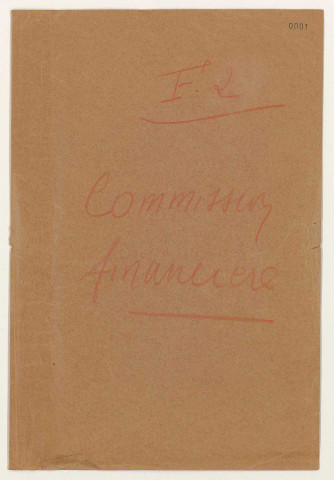 0001
F. 2
Commission
financière